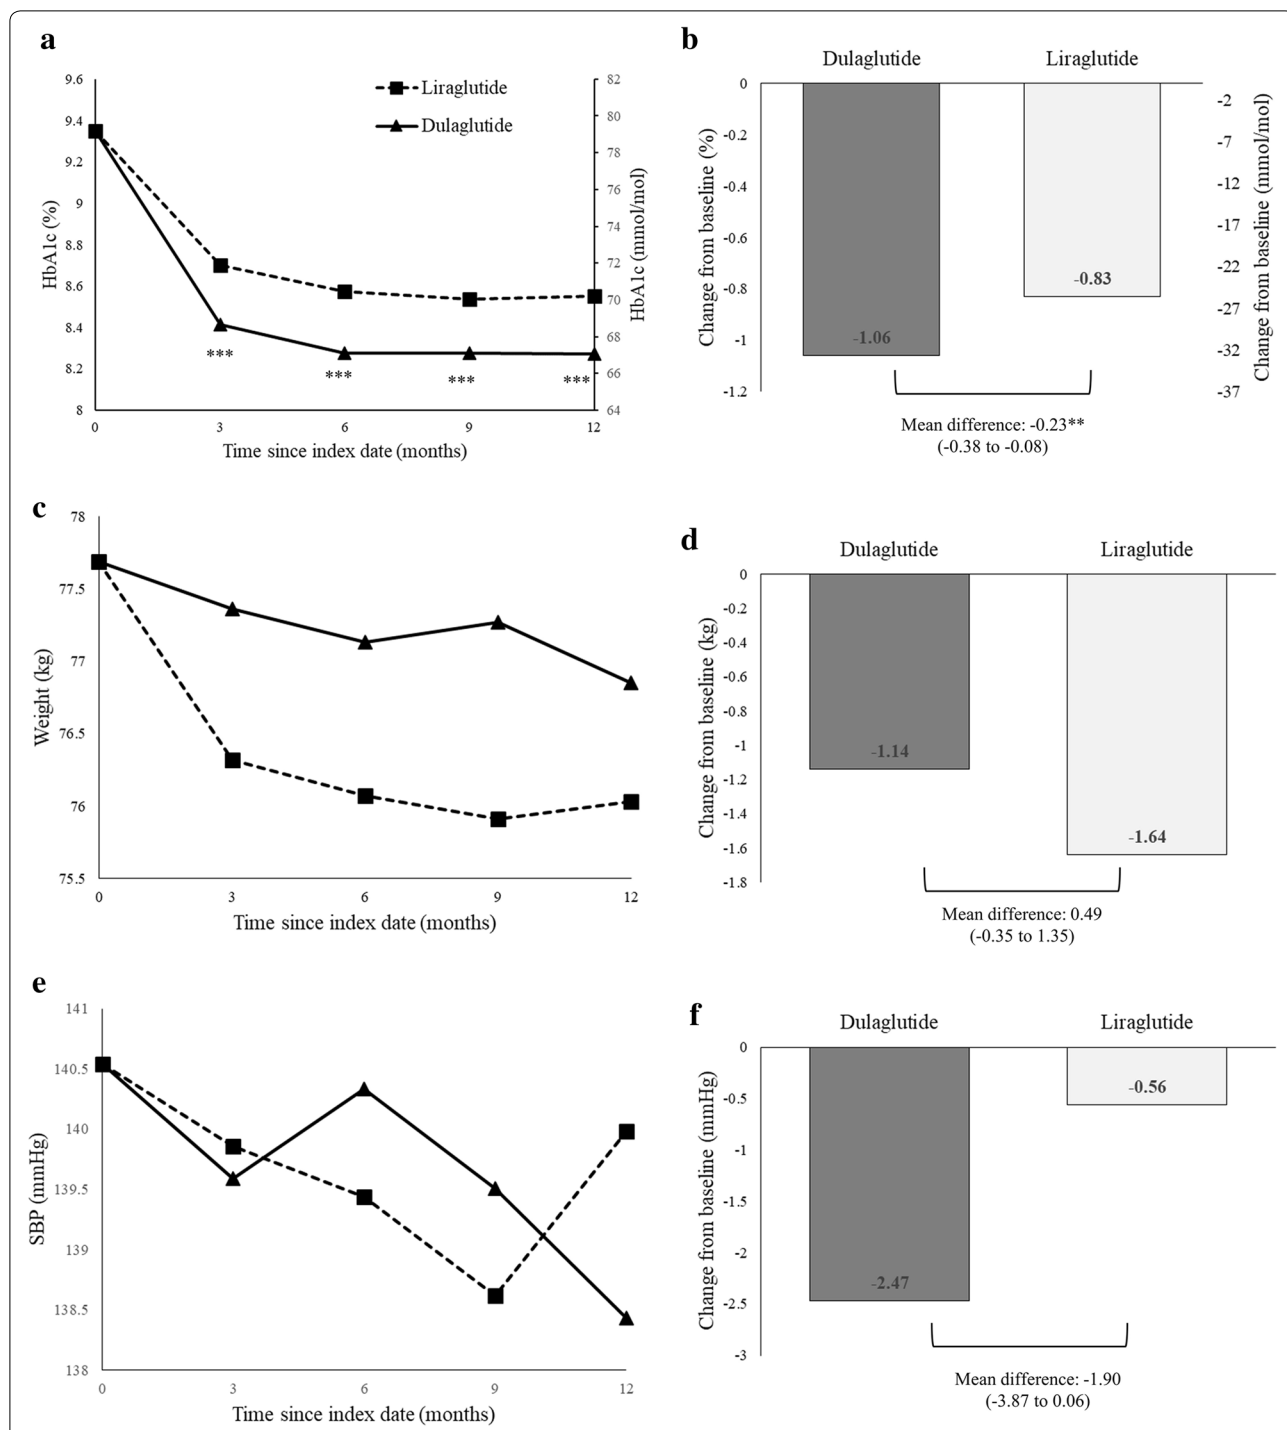 a
9.6
9.4
9.2
9
8.8
8.6
8.4
8.2
8
HbA1c (%)
Liraglutide
Dulaglutide
***
***
***
***
82
80
78
76
74
72
70
68
66
64
HbA1c (mmol/mol)
0 3 6 9 12
Time since index date (months)
b
Dulaglutide Liraglutide
0
-0.2
-0.4
-0.6
-0.8
-1
-1.2
Change from baseline (%)
-1.06
-0.83
-2
-7
-12
-17
-22
-27
-32
-37
Change from baseline (mmol/mol)
Mean difference: -0.23**
(-0.38 to -0.08)
c
78
77.5
77
76.5
76
75.5
Weight (kg)
0 3 6 9 12
Time since index date (months)
d
Dulaglutide Liraglutide
0
-0.2
-0.4
-0.6
-0.8
-1
-1.2
-1.4
-1.6
-1.8
Change from baseline (kg)
-1.14
-1.64
Mean difference: 0.49
(-0.35 to 1.35)
e
141
140.5
140
139.5
139
138.5
138
SBP (mmHg)
0 3 6 9 12
Time since index date (months)
f
Dulaglutide Liraglutide
0
-0.5
-1
-1.5
-2
-2.5
-3
Change from baseline (mmHg)
-2.47
-0.56
Mean difference: -1.90
(-3.87 to 0.06)